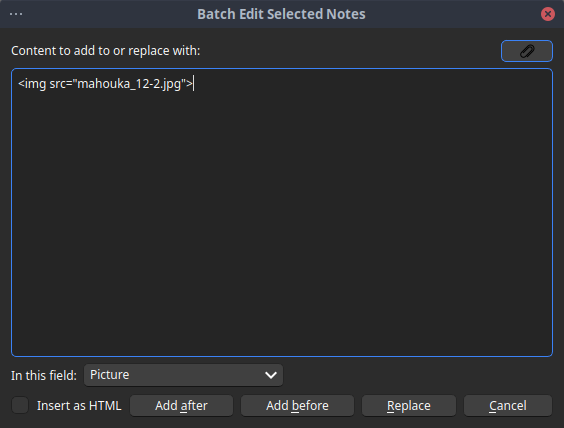 Batch Edit Selected Notes
Content to add to or replace with:
<img src="mahouka_12-2.jpg">
In this field: Picture
Insert as HTML Add after Add before Replace Cancel